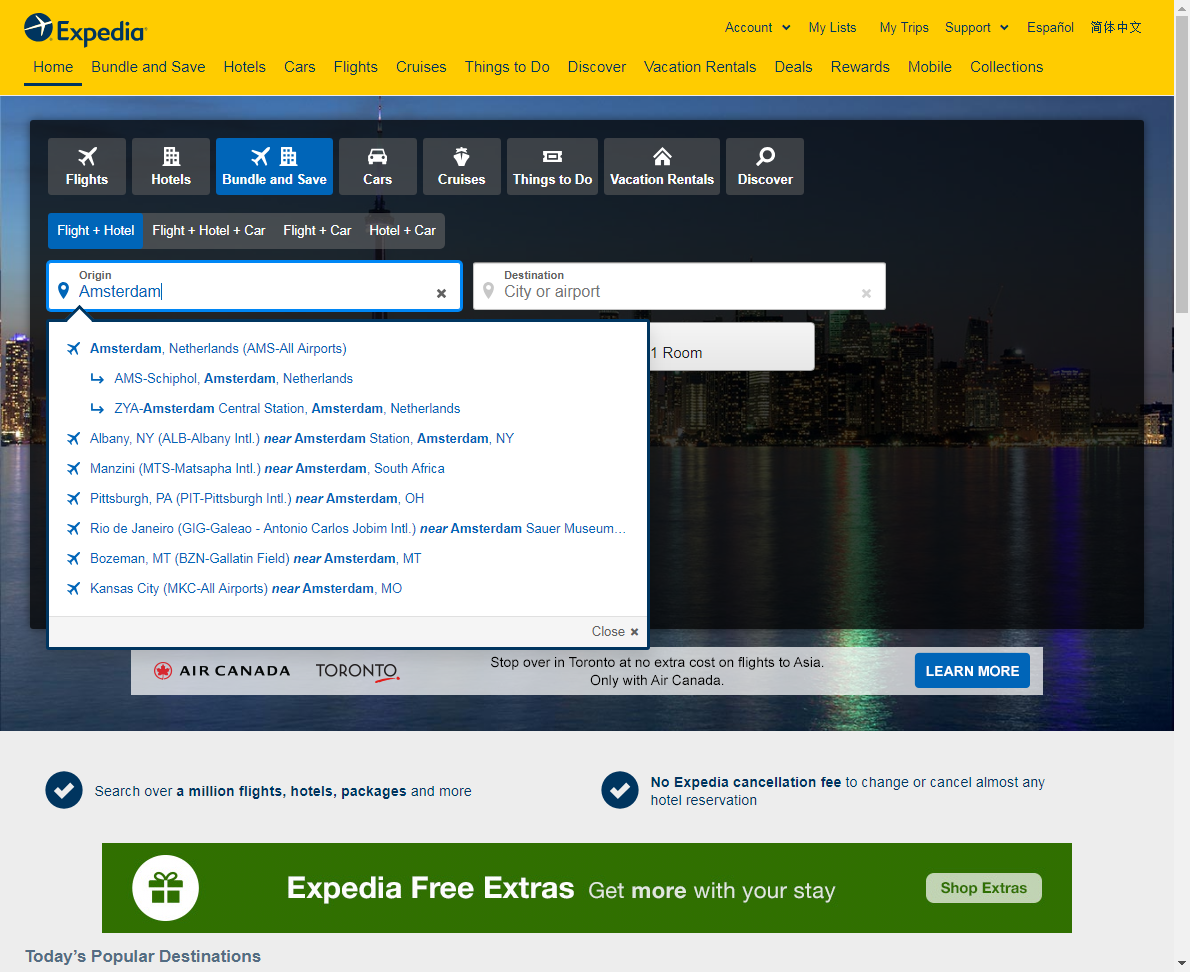 Expedia
Account My Lists My Trips Support Español 简体中文
Home Bundle and Save Hotels Cars Flights Cruises Things to Do Discover Vacation Rentals Deals Rewards Mobile Collections
Flights Hotels Bundle and Save Cars Cruises Things to Do Vacation Rentals Discover
Flight + Hotel Flight + Hotel + Car Flight + Car Hotel + Car
Origin
Amsterdam
Destination
City or airport
1 Room
Amsterdam, Netherlands (AMS-All Airports)
AMS-Schiphol, Amsterdam, Netherlands
ZYA-Amsterdam Central Station, Amsterdam, Netherlands
Albany, NY (ALB-Albany Intl.) near Amsterdam Station, Amsterdam, NY
Manzini (MTS-Matsapha Intl.) near Amsterdam, South Africa
Pittsburgh, PA (PIT-Pittsburgh Intl.) near Amsterdam, OH
Rio de Janeiro (GIG-Galeao - Antonio Carlos Jobim Intl.) near Amsterdam Sauer Museum...
Bozeman, MT (BZN-Gallatin Field) near Amsterdam, MT
Kansas City (MKC-All Airports) near Amsterdam, MO
Close
AIR CANADA TORONTO
Stop over in Toronto at no extra cost on flights to Asia.
Only with Air Canada.
LEARN MORE
Search over a million flights, hotels, packages and more
No Expedia cancellation fee to change or cancel almost any
hotel reservation
Expedia Free Extras Get more with your stay
Shop Extras
Today's Popular Destinations